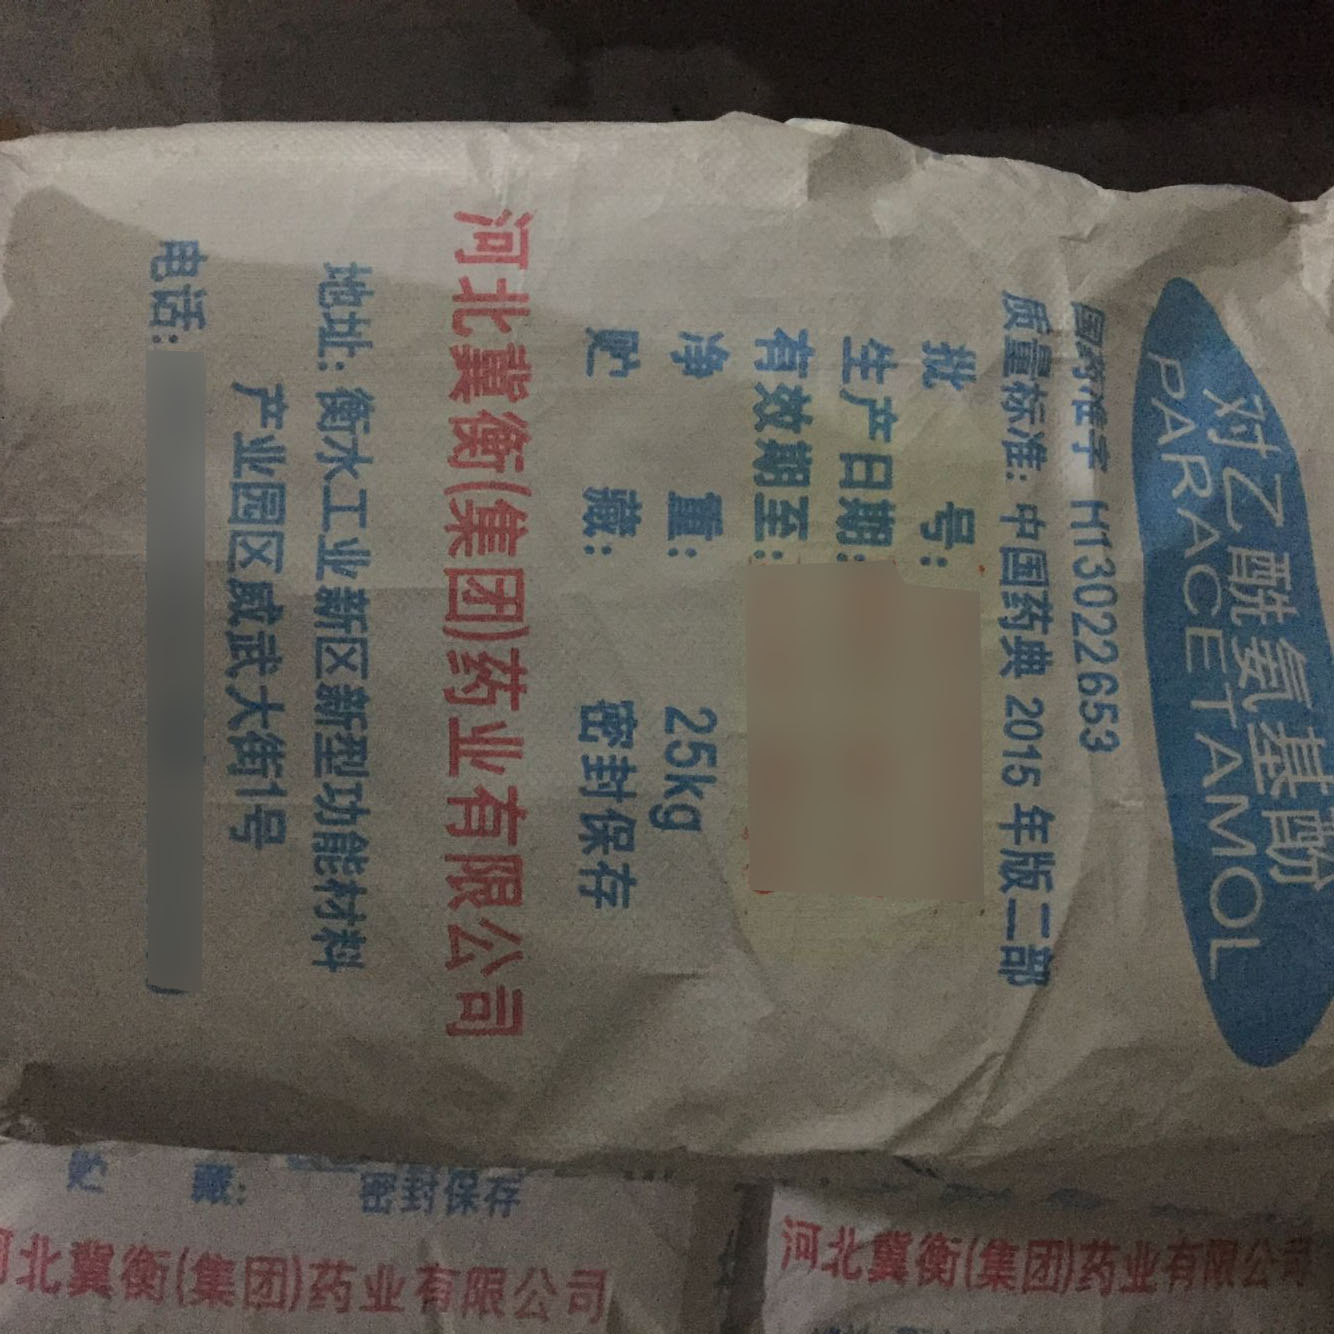 对乙酰氨基酚
PARACETAMOL
国药准字 H13022653
质量标准: 中国药典 2015 年版二部
批 号:
生产日期:
有效期至:
净 重: 25kg
贮 藏: 密封保存
河北冀衡(集团)药业有限公司
地址: 衡水工业新区新型功能材料
产业园区威武大街1号
电话:
贮 藏: 密封保存
河北冀衡(集团)药业有限公司
河北冀衡(集团)药业有限公司